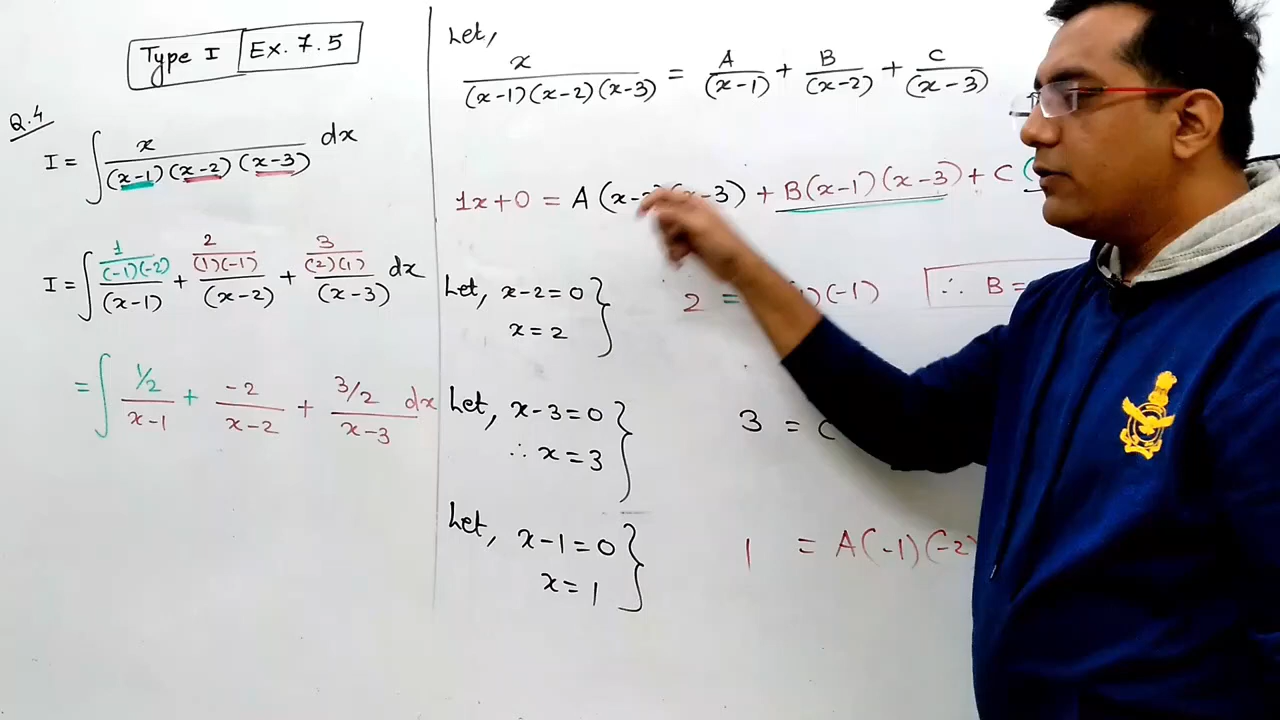 Type I | Ex. 7.5
Q.4
I = ∫ x / (x-1)(x-2)(x-3) dx
I = ∫ 1/(-1)(-2) / (x-1) + 2/(1)(-1) / (x-2) + 3/(2)(1) / (x-3) dx
= ∫ 1/2 / x-1 + -2 / x-2 + 3/2 / x-3 dx
Let,
x / (x-1)(x-2)(x-3) = A / (x-1) + B / (x-2) + C / (x-3)
1x+0 = A(x-2)(x-3) + B(x-1)(x-3) + C (
Let, x-2=0 }
x=2
2 = 1)(-1)
∴ B =
Let, x-3=0 }
∴ x=3
3 = C
Let, x-1=0 }
x=1
1 = A(-1)(-2)